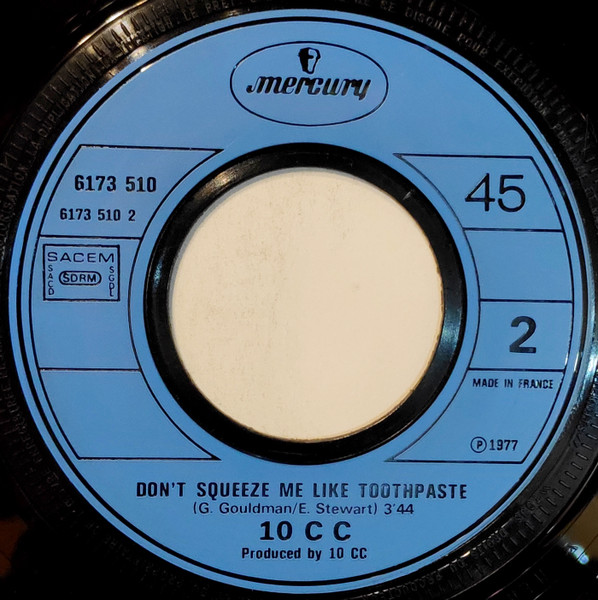 mercury
6173 510
6173 510 2
45
SACEM
SACD
SDRM
SGDL
2
MADE IN FRANCE
Ⓟ 1977
DON'T SQUEEZE ME LIKE TOOTHPASTE
(G. Gouldman/E. Stewart) 3'44
10 C C
Produced by 10 CC